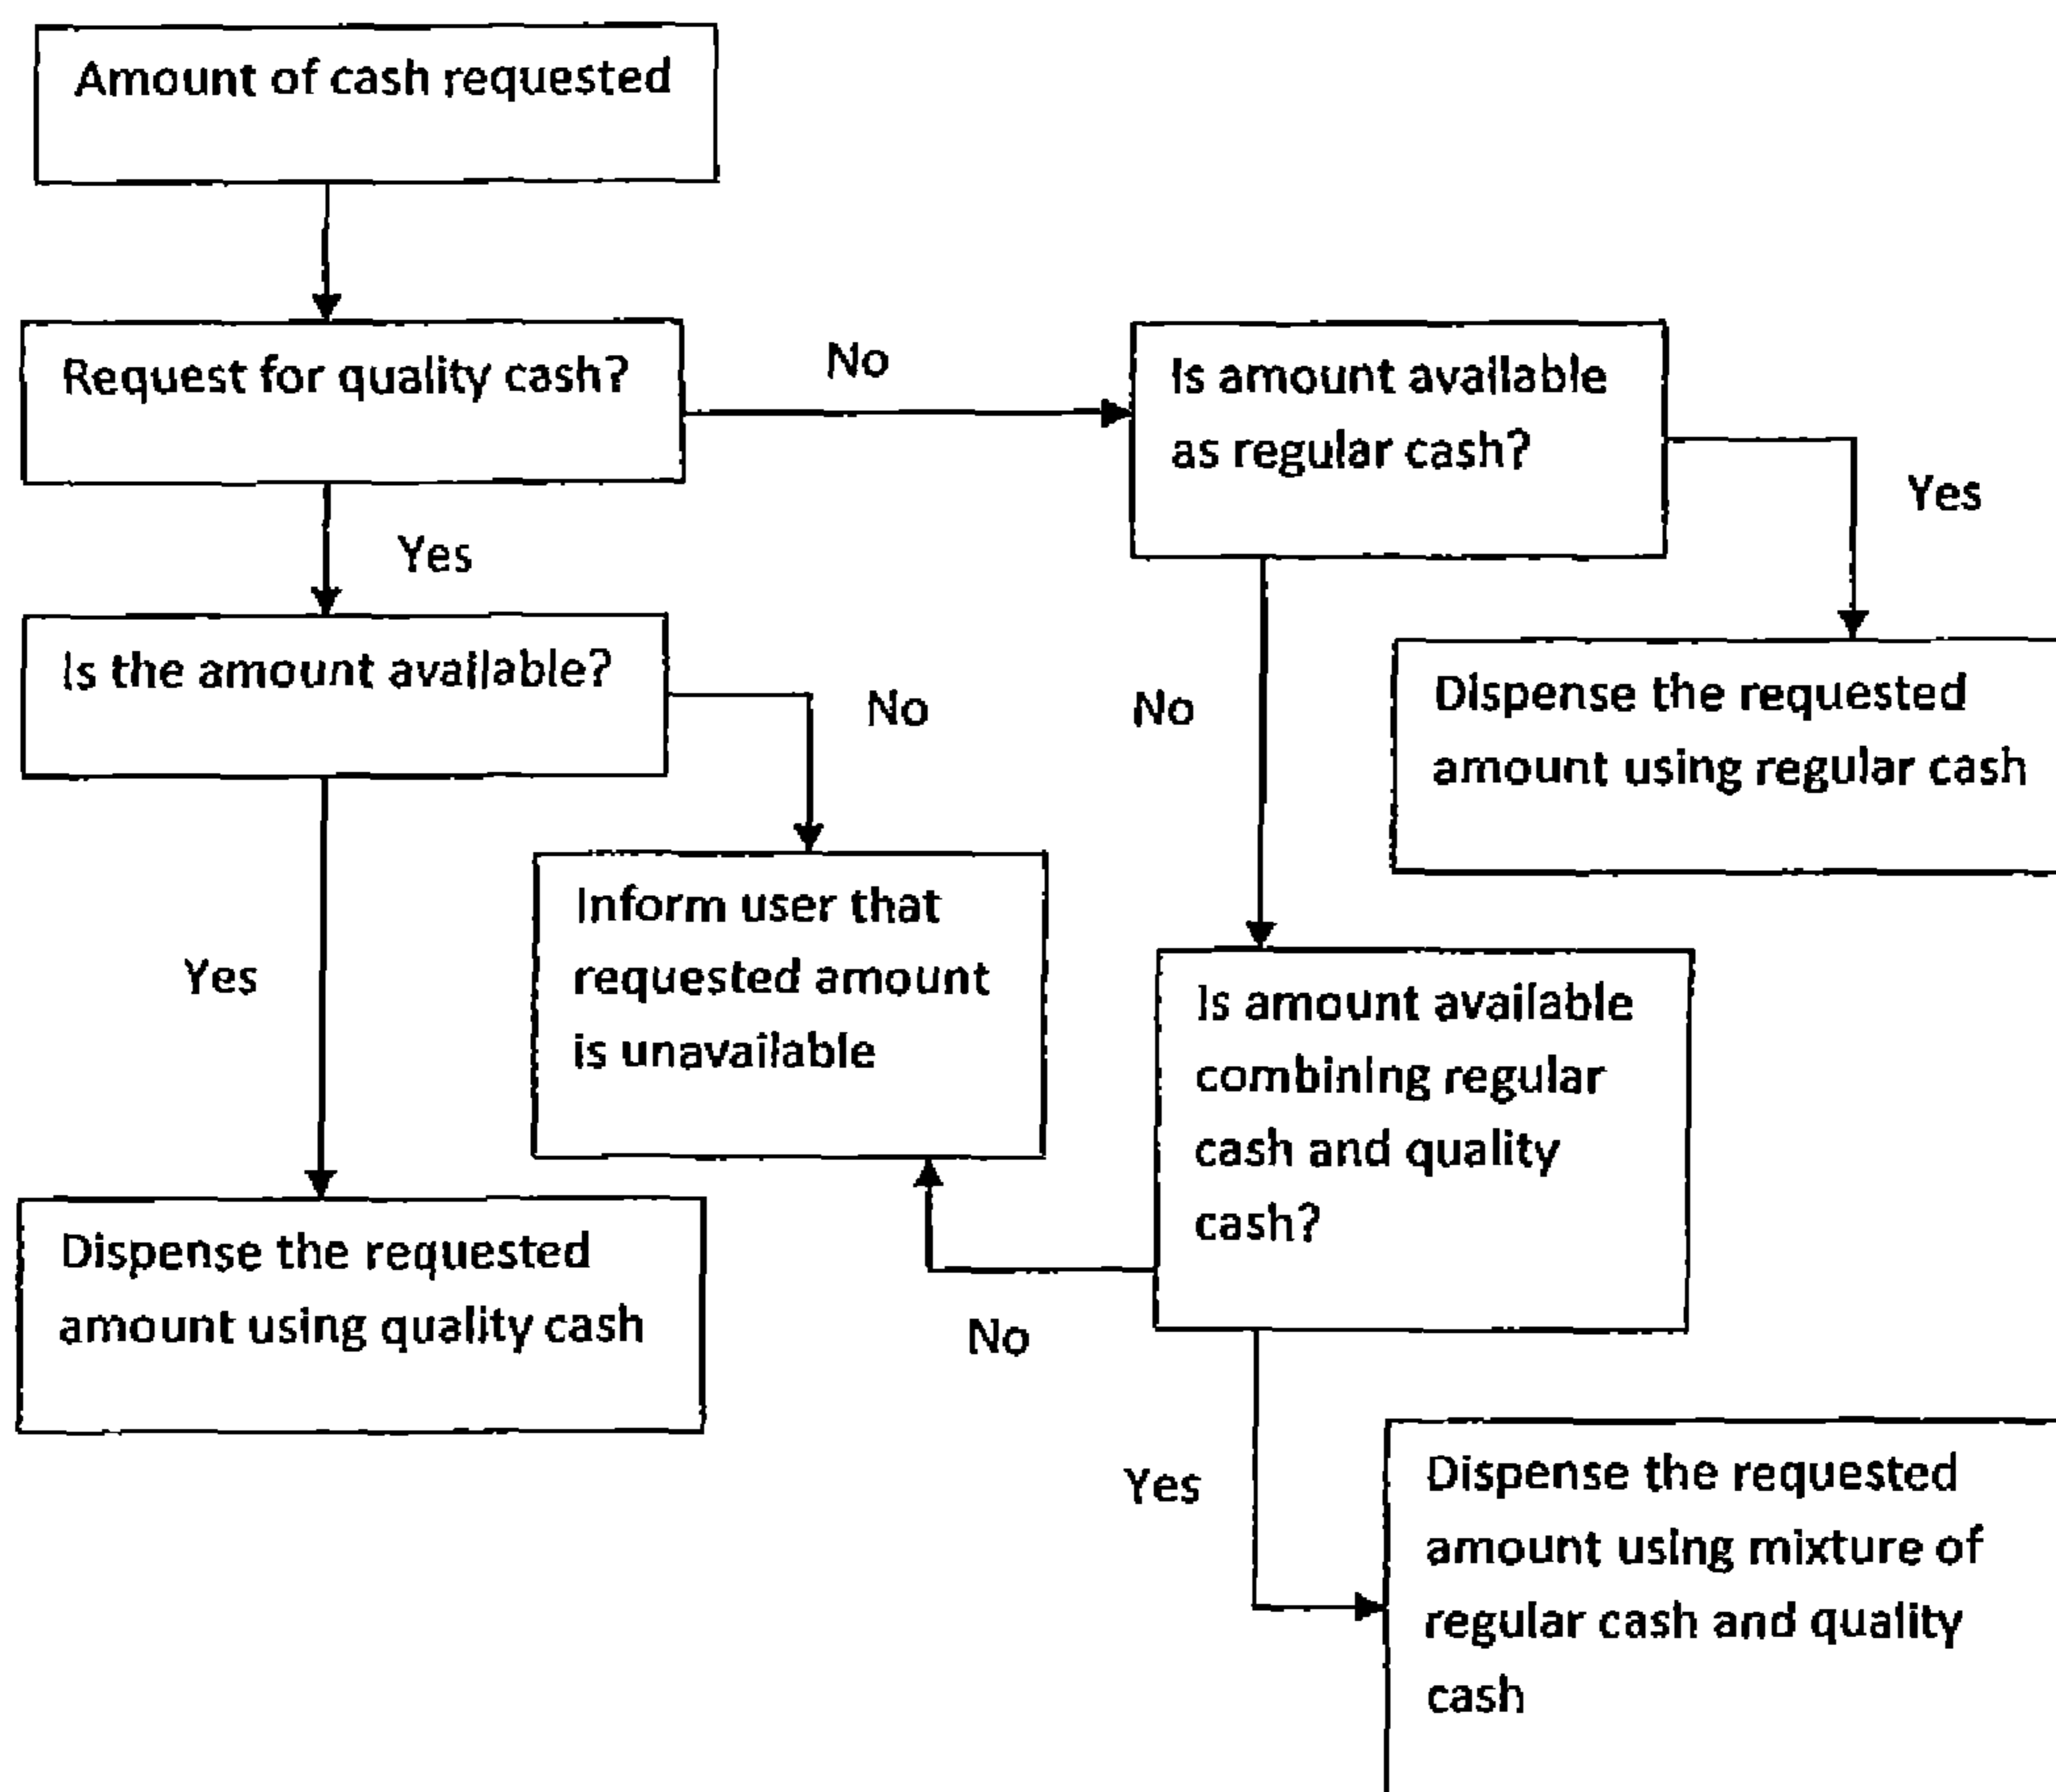 Amount of cash requested
Request for quality cash?
No
Is amount available
as regular cash?
Yes
Yes
Is the amount available?
No
No
Dispense the requested
amount using regular cash
Inform user that
requested amount
is unavailable
Yes
Is amount available
combining regular
cash and quality
cash?
Dispense the requested
amount using quality cash
No
Yes
Dispense the requested
amount using mixture of
regular cash and quality
cash